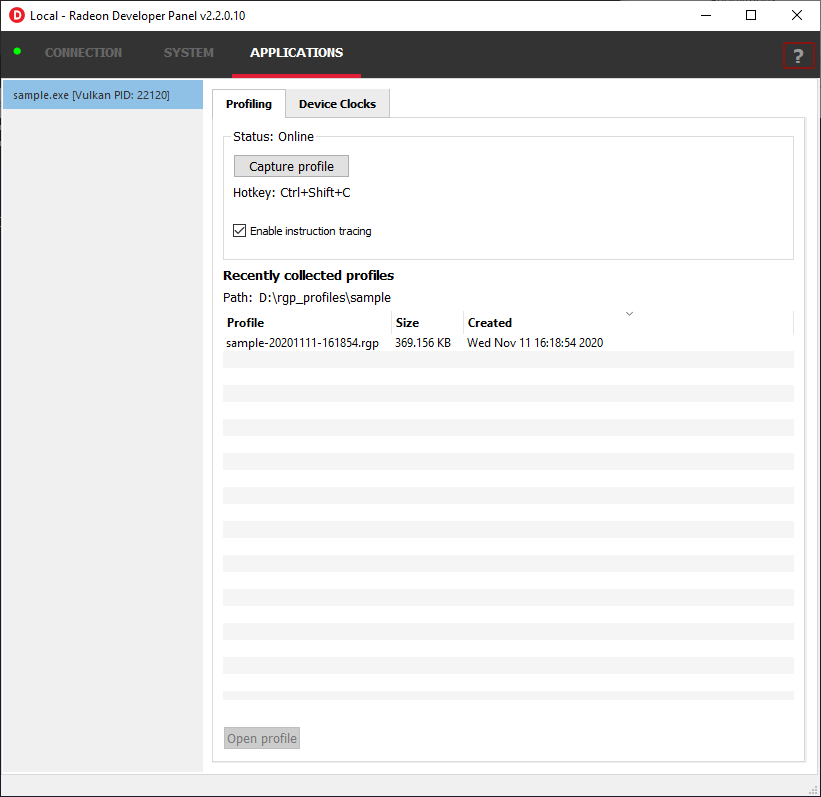 D Local - Radeon Developer Panel v2.2.0.10
CONNECTION SYSTEM APPLICATIONS ?
sample.exe [Vulkan PID: 22120]
Profiling Device Clocks
Status: Online
Capture profile
Hotkey: Ctrl+Shift+C
Enable instruction tracing
Recently collected profiles
Path: D:\rgp_profiles\sample
Profile Size Created
sample-20201111-161854.rgp 369.156 KB Wed Nov 11 16:18:54 2020
Open profile